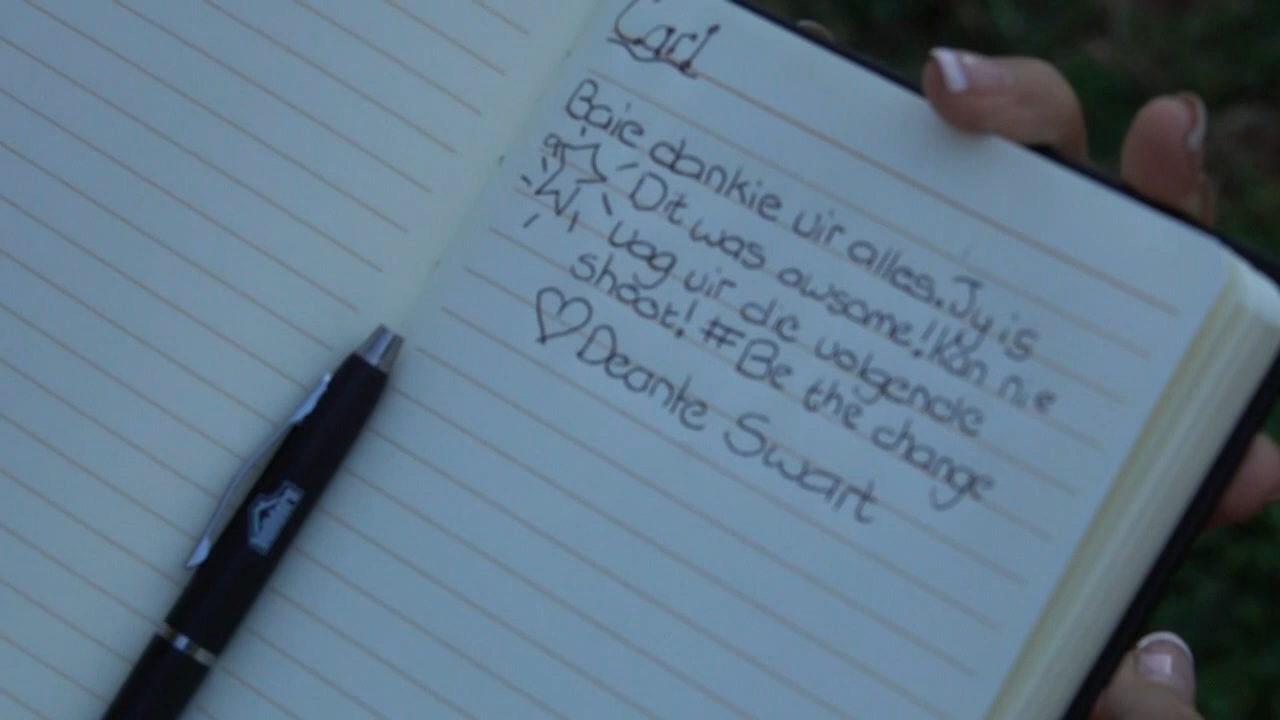 Carl
Baie dankie vir alles. Jy is
'n Dit was awsome! Kan nie
wag vir die volgende
shoot! #Be the change
Deante Swart